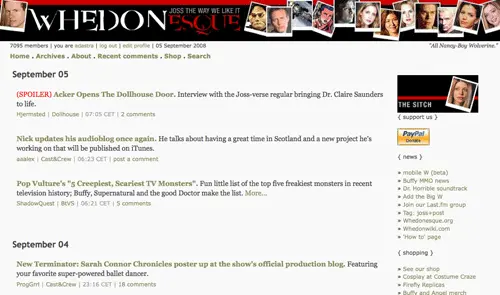 WHEDONESQUE
JOSS THE WAY WE LIKE IT
7095 members | you are edastra | log out | edit profile | 05 September 2008
"All Nancy-Boy Wolverine."
Home . Archives . About . Recent comments . Shop . Search
September 05
(SPOILER) Acker Opens The Dollhouse Door. Interview with the Joss-verse regular bringing Dr. Claire Saunders
to life.
Hjermsted | Dollhouse | 07:05 CET | 2 comments
Nick updates his audioblog once again. He talks about having a great time in Scotland and a new project he's
working on that will be published on iTunes.
aaalex | Cast&Crew | 06:23 CET | post a comment
Pop Vulture's "5 Creepiest, Scariest TV Monsters". Fun little list of the top five freakiest monsters in recent
television history; Buffy, Supernatural and the good Doctor make the list. More...
ShadowQuest | BtVS | 06:21 CET | 5 comments
September 04
New Terminator: Sarah Connor Chronicles poster up at the show's official production blog. Featuring
your favorite super-powered ballet dancer.
ProgGrrl | Cast&Crew | 23:16 CET | 18 comments
THE SITCH
{ support us }
PayPal
{ news }
» mobile W (beta)
» Buffy MMO news
» Dr. Horrible soundtrack
» Add the Big W
» Join our Last.fm group
» Tag: joss+post
» Whedonesque.org
» Whedonwiki.com
» 'How to' page
{ shopping }
» See our shop
» Cosplay at Costume Craze
» Firefly Replicas
» Buffy and Angel merch